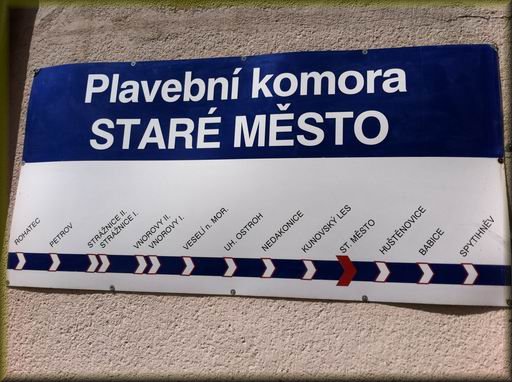 Plavební komora
STARÉ MĚSTO
ROHATEC
PETROV
STRÁŽNICE II.
STRÁŽNICE I.
VNOROVY II.
VNOROVY I.
VESELÍ n. MOR.
UH. OSTROH
NEDAKONICE
KUNOVSKÝ LES
ST. MĚSTO
HUŠTĚNOVICE
BABICE
SPYTIHNĚV